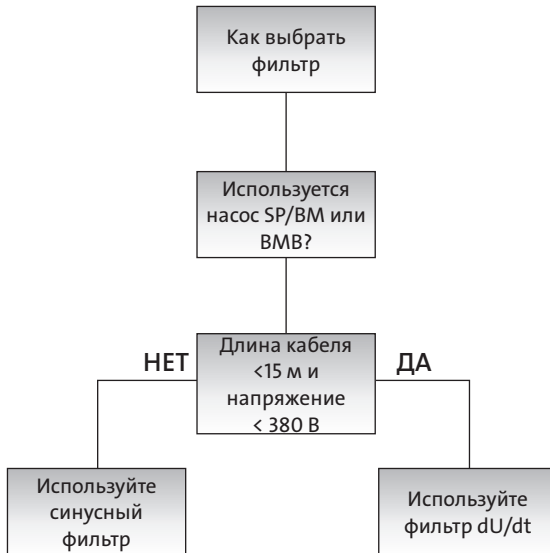 Как выбрать
фильтр
Используется
насос SP/BM или
BMB?
Длина кабеля
<15 м и
напряжение
< 380 В
НЕТ
ДА
Используйте
синусный
фильтр
Используйте
фильтр dU/dt